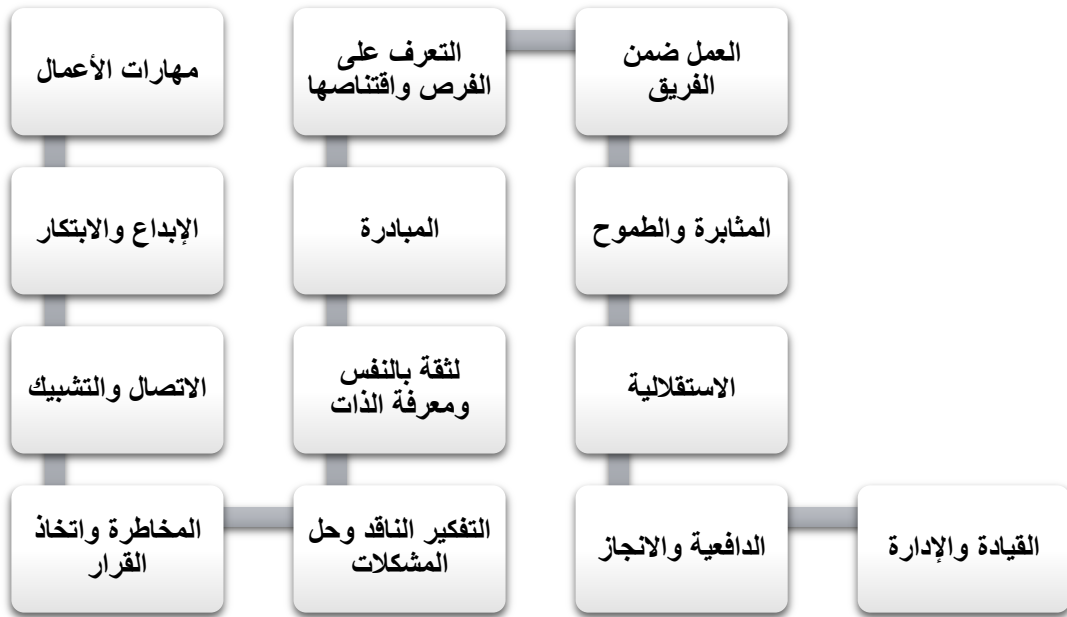 مهارات الأعمال
الإبداع والابتكار
الاتصال والتشبيك
المخاطرة واتخاذ
القرار
التفكير الناقد وحل
المشكلات
لثقة بالنفس
ومعرفة الذات
المبادرة
التعرف على
الفرص واقتناصها
العمل ضمن
الفريق
المثابرة والطموح
الاستقلالية
الدافعية والانجاز
القيادة والإدارة